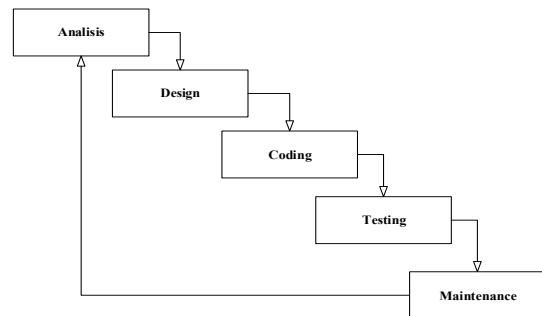 Analisis
Design
Coding
Testing
Maintenance